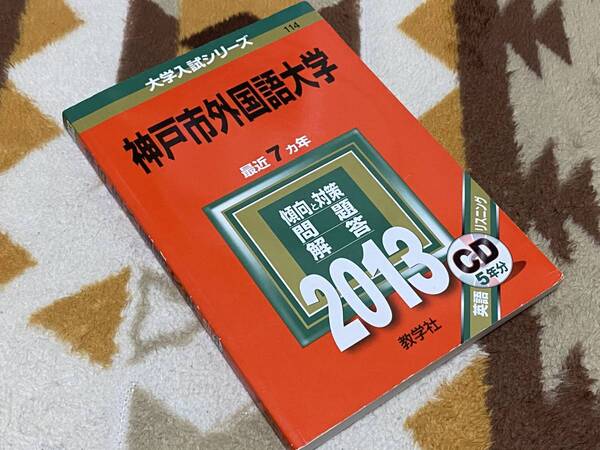 大学入試シリーズ
114
神戸市外国語大学
最近7ヵ年
傾向と対策
問題
解答
2013
教学社
英語
リスニング
CD
5年分